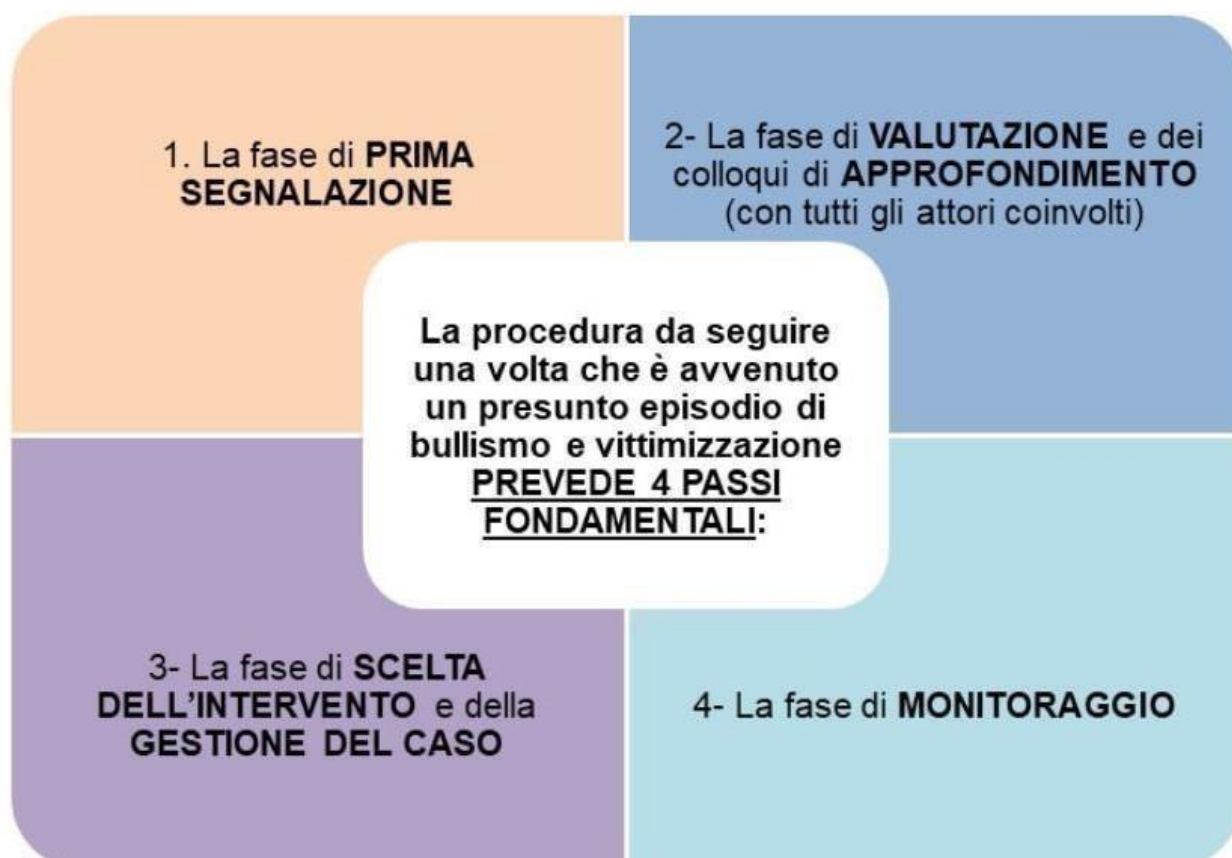 1. La fase di PRIMA
SEGNALAZIONE
2- La fase di VALUTAZIONE e dei
colloqui di APPROFONDIMENTO
(con tutti gli attori coinvolti)
La procedura da seguire
una volta che è avvenuto
un presunto episodio di
bullismo e vittimizzazione
PREVEDE 4 PASSI
FONDAMENTALI:
3- La fase di SCELTA
DELL'INTERVENTO e della
GESTIONE DEL CASO
4- La fase di MONITORAGGIO